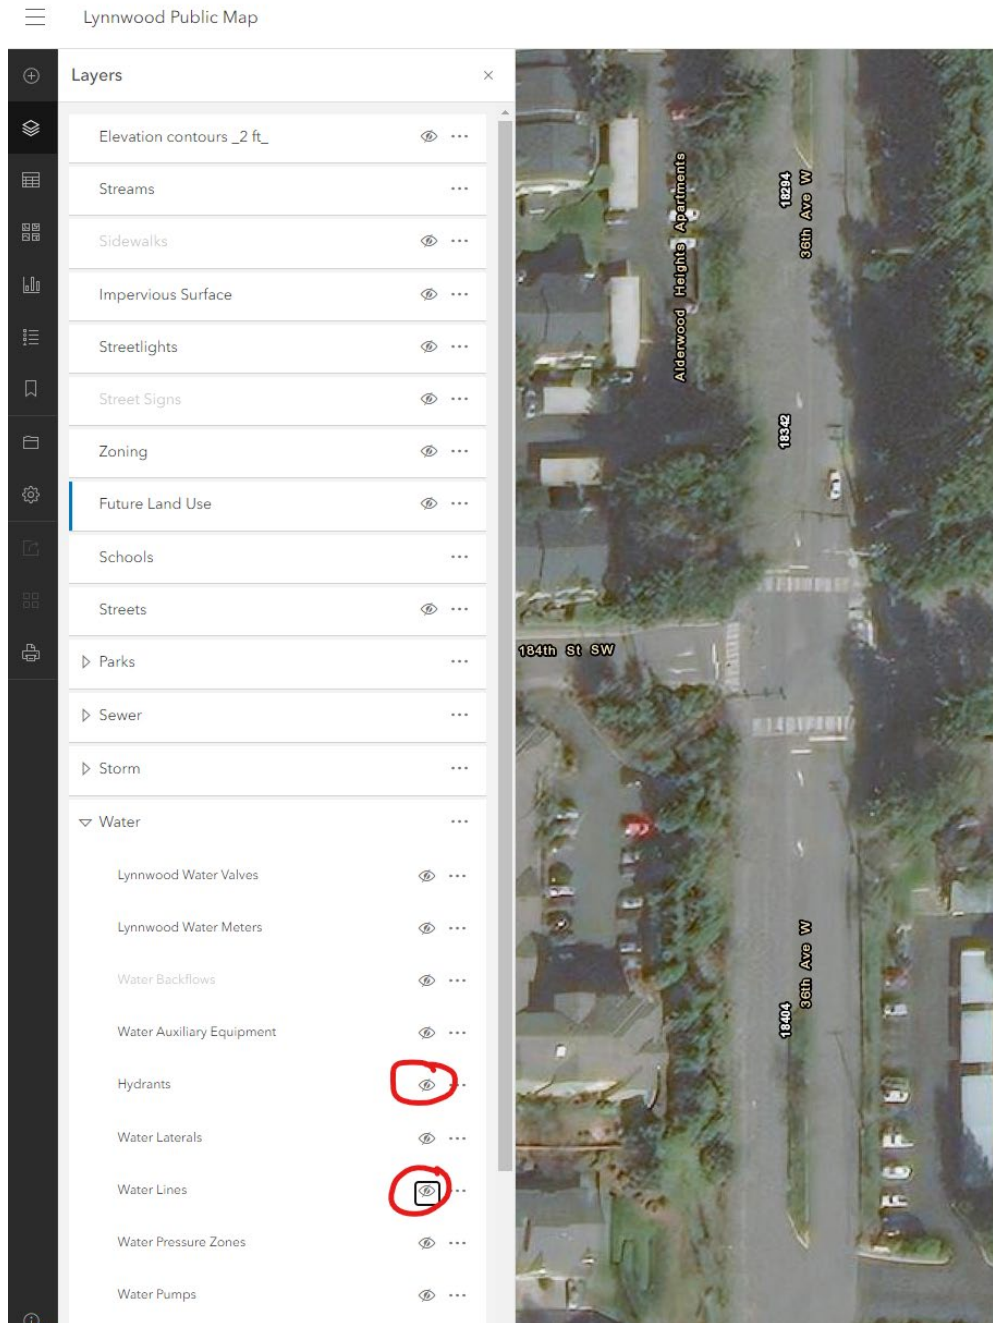 Lynnwood Public Map
Layers
Elevation contours _2 ft_
Streams
Sidewalks
Impervious Surface
Streetlights
Street Signs
Zoning
Future Land Use
Schools
Streets
Parks
Sewer
Storm
Water
Lynnwood Water Valves
Lynnwood Water Meters
Water Backflows
Water Auxiliary Equipment
Hydrants
Water Laterals
Water Lines
Water Pressure Zones
Water Pumps
Alderwood Heights Apartments
18294
36th Ave W
18342
184th St SW
36th Ave W
18404